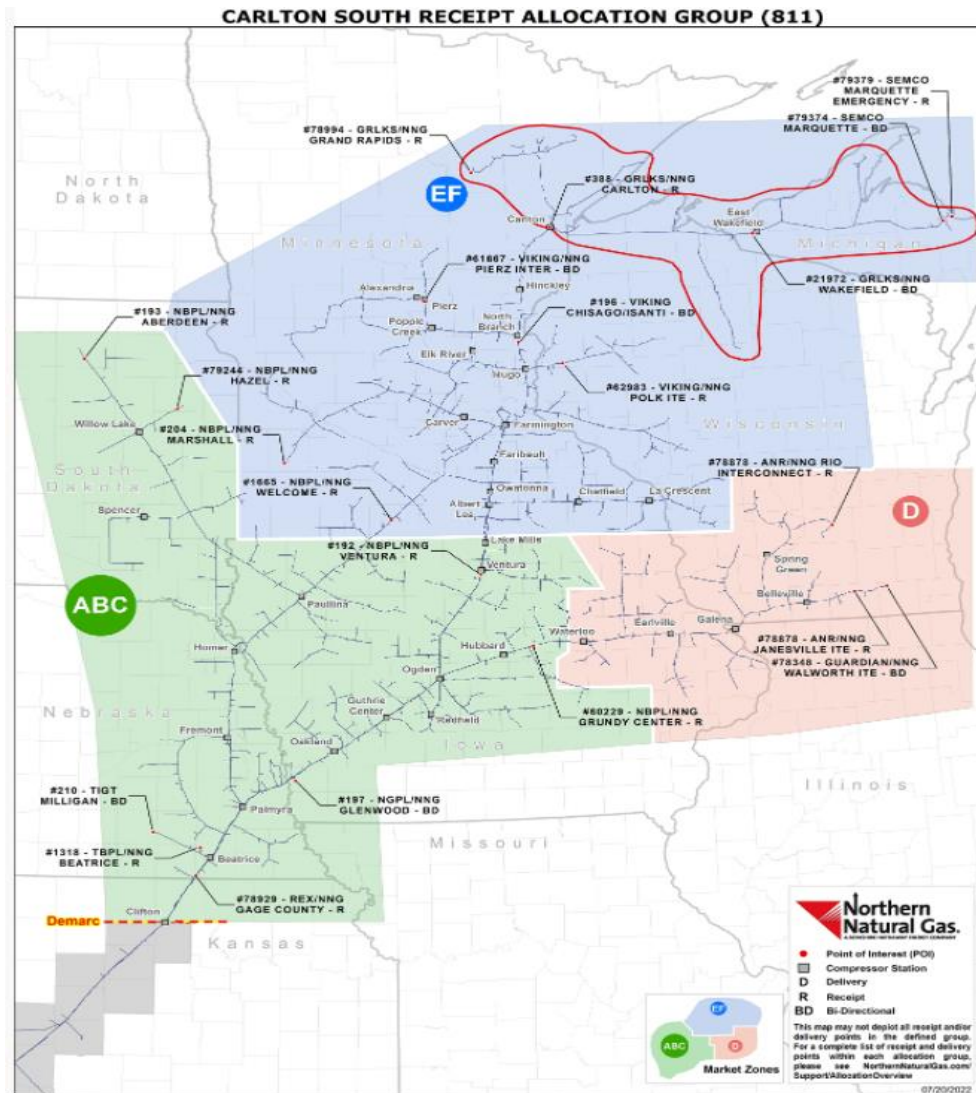 CARLTON SOUTH RECEIPT ALLOCATION GROUP (811)
#79379 - SEMCO
MARQUETTE
EMERGENCY - R
#79374 - SEMCO
MARQUETTE - BD
#78994 - GRLKS/NNG
GRAND RAPIDS - R
#388 - GRLKS/NNG
CARLTON - R
North
Dakota
EF
Carlton
East
Wakefield
Minnesota
Michigan
#61667 - VIKING/NNG
PIERZ INTER - BD
#21972 - GRLKS/NNG
WAKEFIELD - BD
Alexandria
Pierz
Hinckley
#193 - NBPL/NNG
ABERDEEN - R
#196 - VIKING
CHISAGO/ISANTI - BD
Popple
Creek
North
Branch
Elk River
Hugo
#79244 - NBPL/NNG
HAZEL - R
#62983 - VIKING/NNG
POLK ITE - R
Willow Lake
Carver
Farmington
Wisconsin
#204 - NBPL/NNG
MARSHALL - R
Faribault
South
Dakota
#1665 - NBPL/NNG
WELCOME - R
#78878 - ANR/NNG RIO
INTERCONNECT - R
Owatonna
Chatfield
La Crescent
Albert
Lea
Spencer
D
Lake Mills
#192 - NBPL/NNG
VENTURA - R
Ventura
Spring
Green
ABC
Paullina
Belleville
Waterloo
Earlville
Galena
Homer
Hubbard
#78878 - ANR/NNG
JANESVILLE ITE - R
#78348 - GUARDIAN/NNG
WALWORTH ITE - BD
Ogden
Guthrie
Center
Redfield
#60229 - NBPL/NNG
GRUNDY CENTER - R
Nebraska
Fremont
Oakland
Iowa
Illinois
#210 - TIGT
MILLIGAN - BD
#197 - NGPL/NNG
GLENWOOD - BD
Palmyra
Missouri
#1318 - TBPL/NNG
BEATRICE - R
Beatrice
#78929 - REX/NNG
GAGE COUNTY - R
Clifton
Demarc
Kansas
Northern
Natural Gas.
Point of Interest (POI)
Compressor Station
D Delivery
R Receipt
BD Bi-Directional
EF
ABC
D
Market Zones
This map may not depict all receipt and/or
delivery points in the defined group.
For a complete list of receipt and delivery
points within each allocation group,
please see NorthernNaturalGas.com/
Support/AllocationOverview
07/20/2022